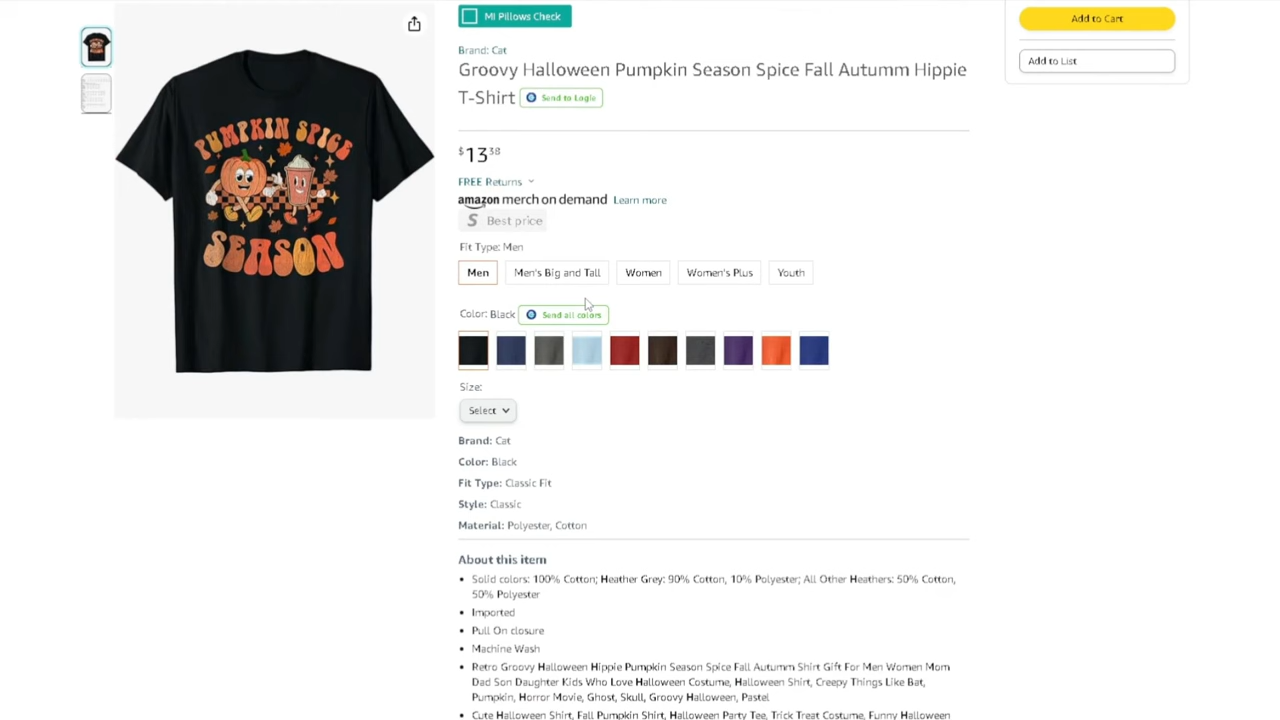 MI Pillows Check
Add to Cart
Add to List
Brand: Cat
Groovy Halloween Pumpkin Season Spice Fall Autumm Hippie
T-Shirt Send to Logie
$13 38
FREE Returns
amazon merch on demand Learn more
S Best price
Fit Type: Men
Men Men's Big and Tall Women Women's Plus Youth
Color: Black Send all colors
Size:
Select
Brand: Cat
Color: Black
Fit Type: Classic Fit
Style: Classic
Material: Polyester, Cotton
About this item
Solid colors: 100% Cotton; Heather Grey: 90% Cotton, 10% Polyester; All Other Heathers: 50% Cotton,
50% Polyester
Imported
Pull On closure
Machine Wash
Retro Groovy Halloween Hippie Pumpkin Season Spice Fall Autumm Shirt Gift For Men Women Mom
Dad Son Daughter Kids Who Love Halloween Costume, Halloween Shirt, Creepy Things Like Bat,
Pumpkin, Horror Movie, Ghost, Skull, Groovy Halloween, Pastel
Cute Halloween Shirt, Fall Pumpkin Shirt, Halloween Party Tee, Trick Treat Costume, Funny Halloween
PUMPKIN SPICE
SEASON